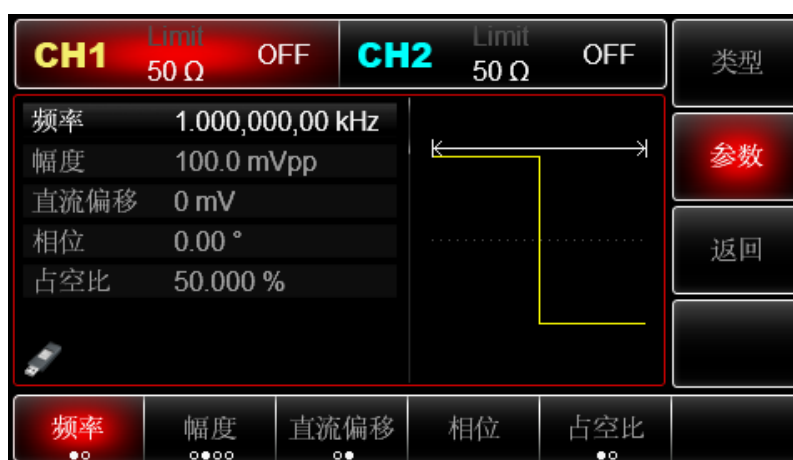 CH1 Limit 50 Ω OFF
CH2 Limit 50 Ω OFF
类型
频率 1.000,000,00 kHz
幅度 100.0 mVpp
直流偏移 0 mV
相位 0.00 °
占空比 50.000 %
参数
返回
频率 幅度 直流偏移 相位 占空比